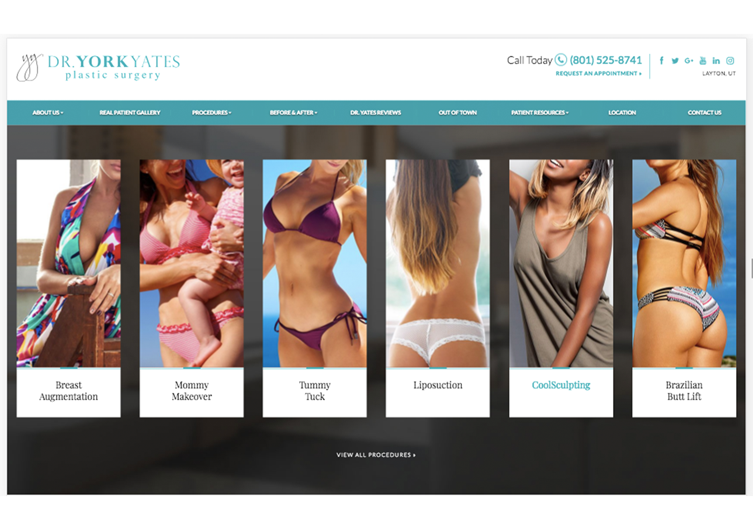 yy DR.YORKYATES
plastic surgery
Call Today (801) 525-8741
REQUEST AN APPOINTMENT »
LAYTON, UT
ABOUT US
REAL PATIENT GALLERY
PROCEDURES
BEFORE & AFTER
DR. YATES REVIEWS
OUT OF TOWN
PATIENT RESOURCES
LOCATION
CONTACT US
Breast
Augmentation
Mommy
Makeover
Tummy
Tuck
Liposuction
CoolSculpting
Brazilian
Butt Lift
VIEW ALL PROCEDURES »